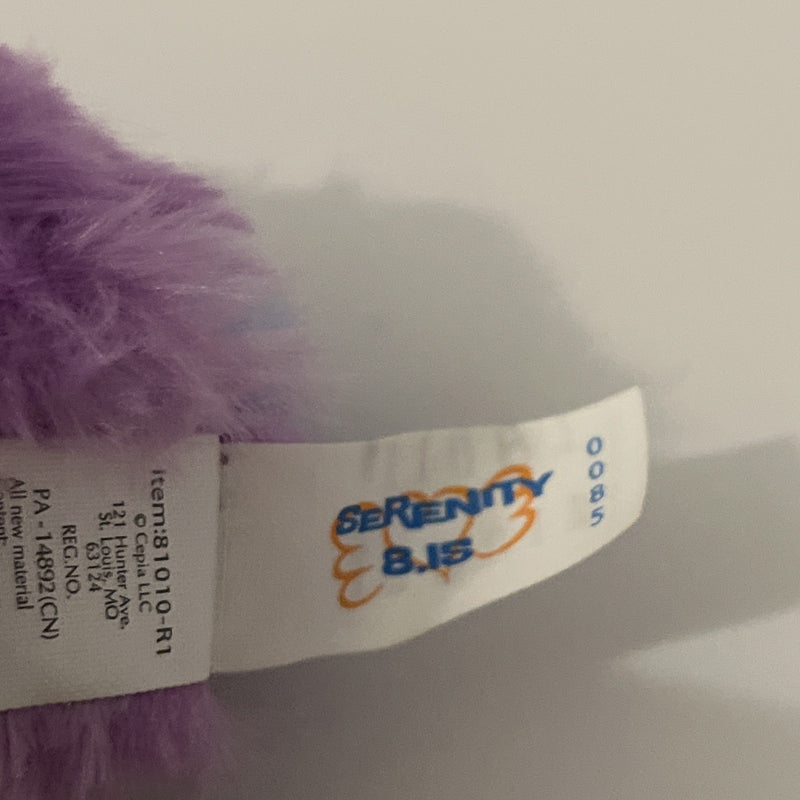 SERENITY
8.15
0085
Item:81010-R1
© Cepia LLC
121 Hunter Ave,
St. Louis, MO
63124
REG.NO.
PA - 14892(CN)
All new material